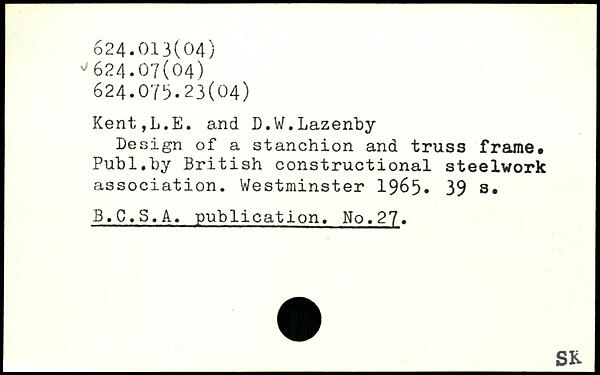 624.013(04)
✓624.07(04)
624.075.23(04)
Kent,L.E. and D.W.Lazenby
Design of a stanchion and truss frame.
Publ.by British constructional steelwork
association. Westminster 1965. 39 s.
B.C.S.A. publication. No.27.
SK